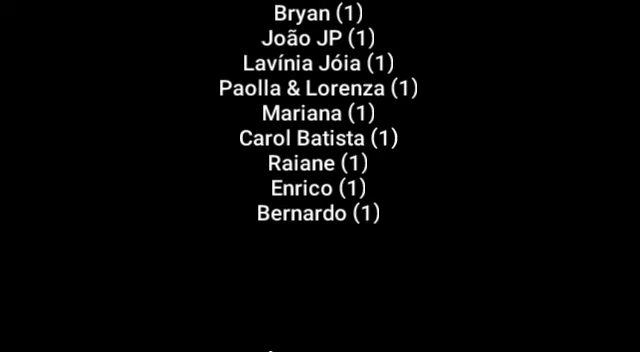 Bryan (1)
João JP (1)
Lavínia Jóia (1)
Paolla & Lorenza (1)
Mariana (1)
Carol Batista (1)
Raiane (1)
Enrico (1)
Bernardo (1)